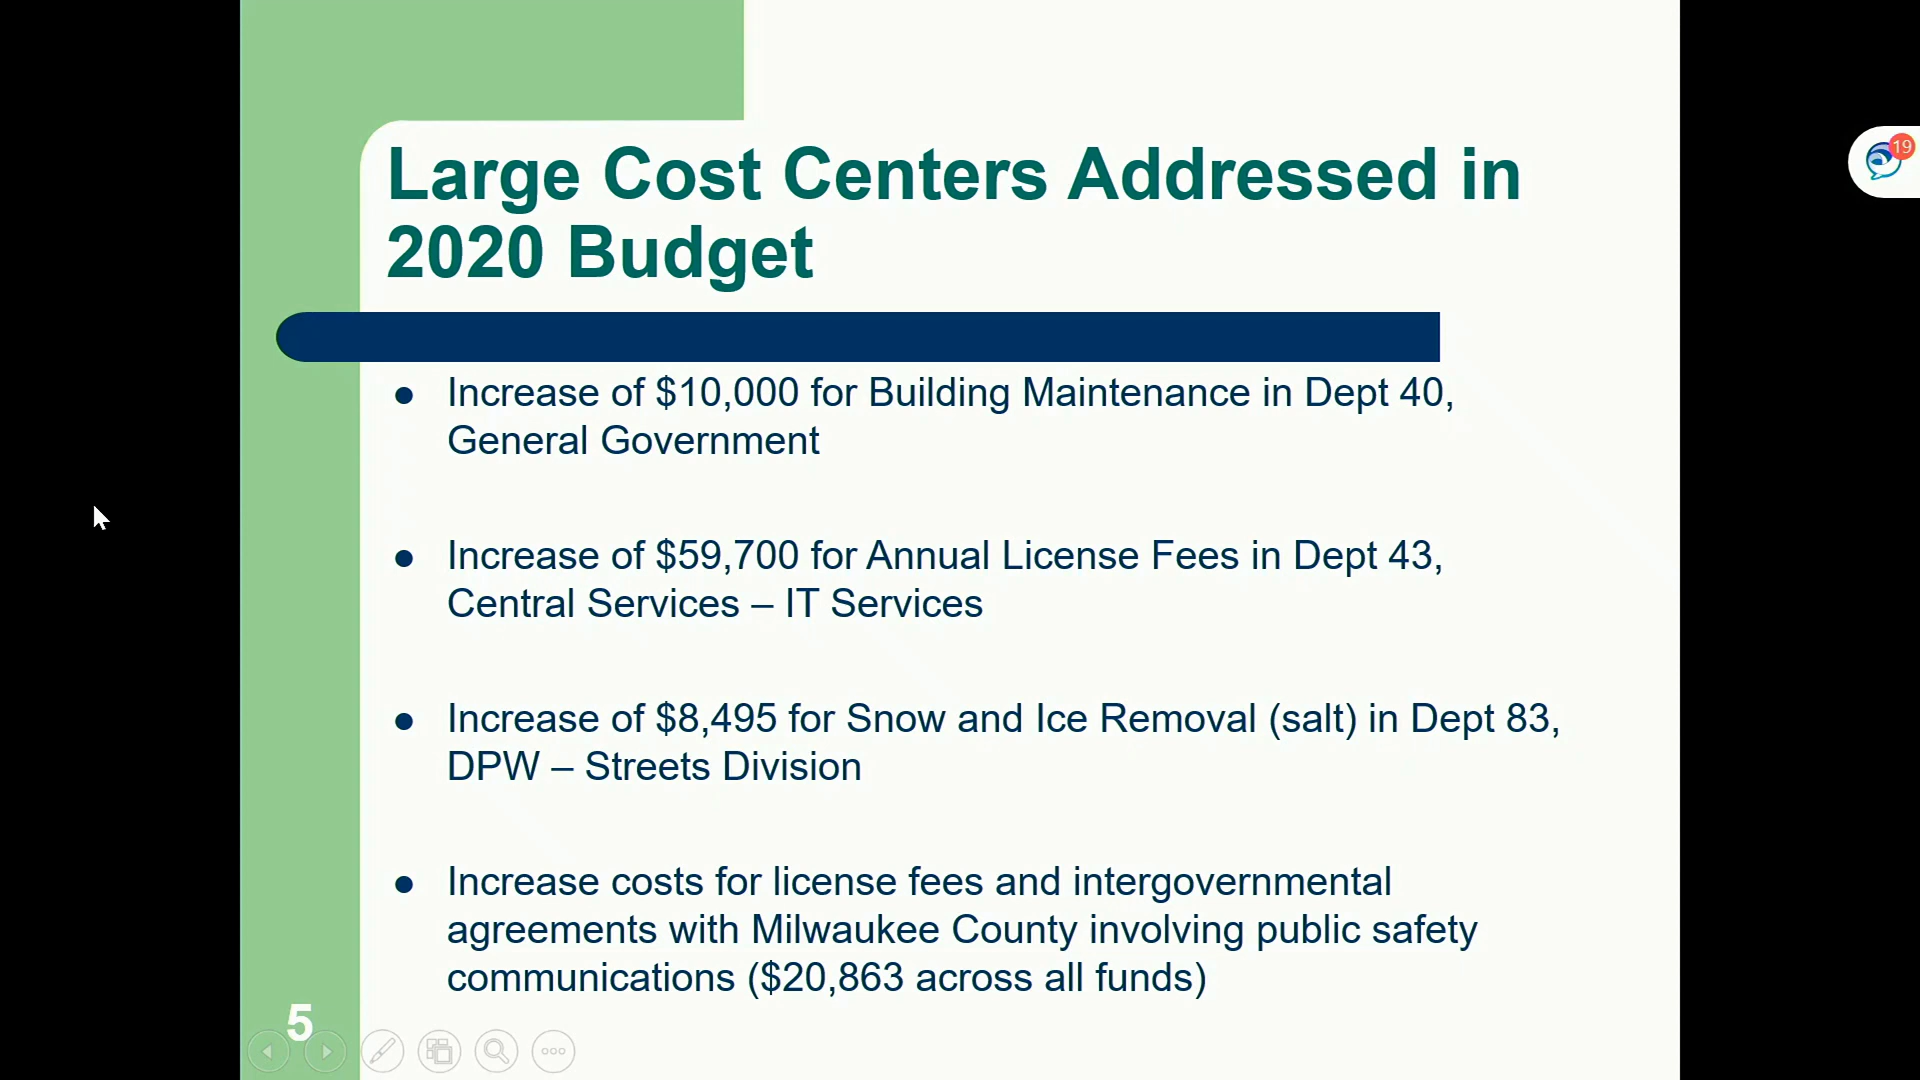 Large Cost Centers Addressed in
2020 Budget
● Increase of $10,000 for Building Maintenance in Dept 40,
General Government
● Increase of $59,700 for Annual License Fees in Dept 43,
Central Services – IT Services
● Increase of $8,495 for Snow and Ice Removal (salt) in Dept 83,
DPW – Streets Division
● Increase costs for license fees and intergovernmental
agreements with Milwaukee County involving public safety
communications ($20,863 across all funds)
5
19